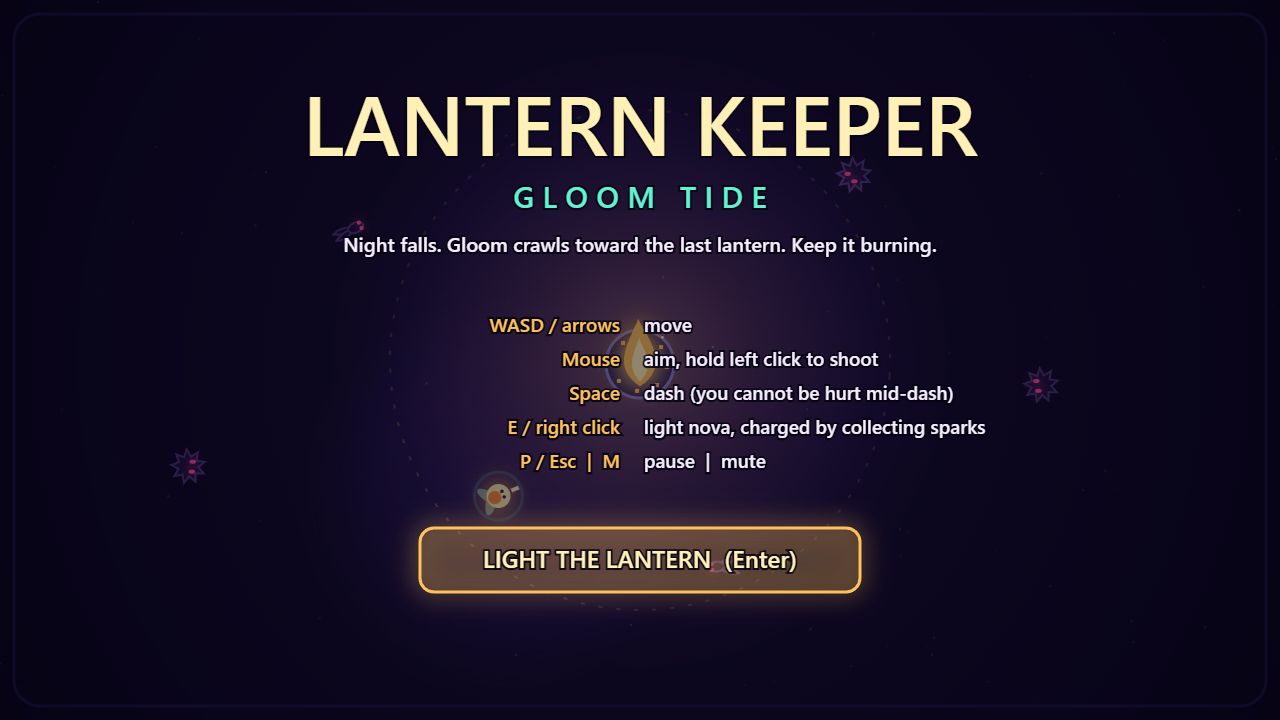 LANTERN KEEPER
GLOOM TIDE
Night falls. Gloom crawls toward the last lantern. Keep it burning.
WASD / arrows move
Mouse aim, hold left click to shoot
Space dash (you cannot be hurt mid-dash)
E / right click light nova, charged by collecting sparks
P / Esc | M pause | mute
LIGHT THE LANTERN (Enter)